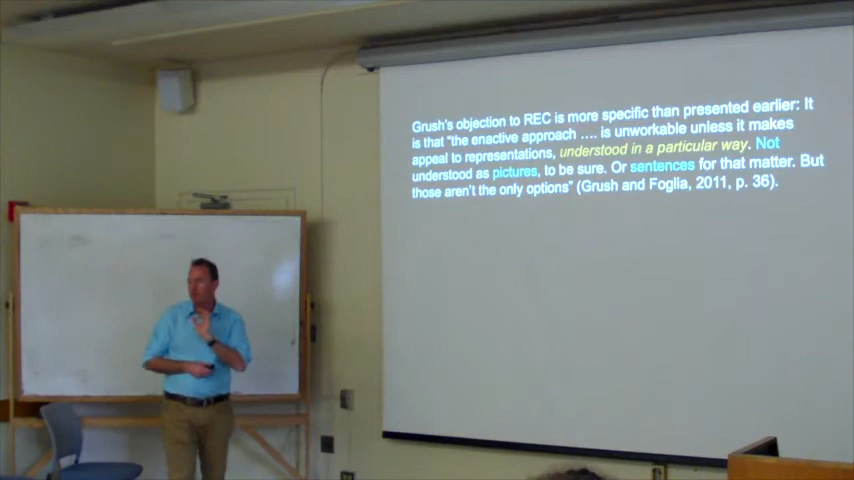 Grush's objection to REC is more specific than presented earlier: It
is that "the enactive approach .... is unworkable unless it makes
appeal to representations, understood in a particular way. Not
understood as pictures, to be sure. Or sentences for that matter. But
those aren't the only options" (Grush and Foglia, 2011, p. 36).